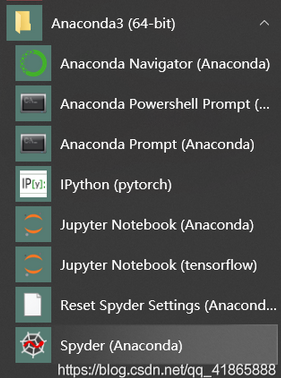 Anaconda3 (64-bit)
Anaconda Navigator (Anaconda)
Anaconda Powershell Prompt (...
Anaconda Prompt (Anaconda)
IP[y]:
IPython (pytorch)
Jupyter Notebook (Anaconda)
Jupyter Notebook (tensorflow)
Reset Spyder Settings (Anacond...
Spyder (Anaconda)
https://blog.csdn.net/qq_41865888